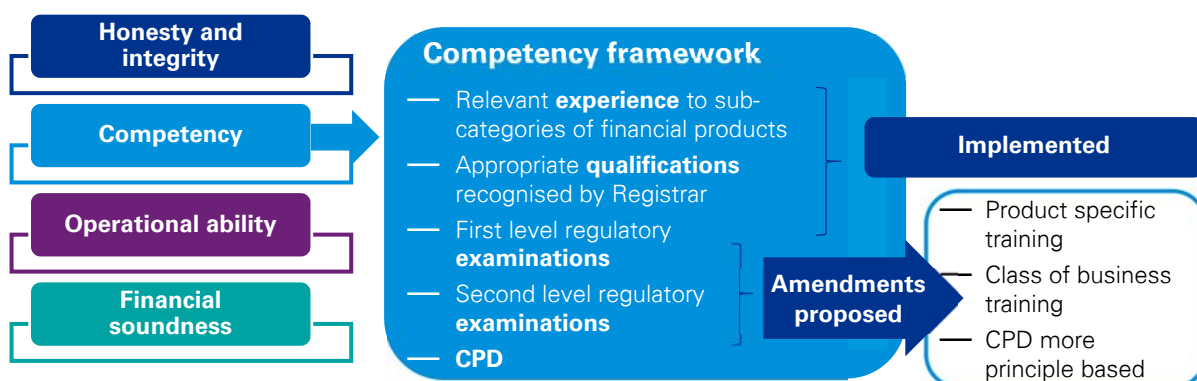 Honesty and
integrity
Competency
Operational ability
Financial
soundness
Competency framework
— Relevant experience to sub-
categories of financial products
— Appropriate qualifications
recognised by Registrar
— First level regulatory
examinations
— Second level regulatory
examinations
— CPD
Implemented
Amendments
proposed
— Product specific
training
— Class of business
training
— CPD more
principle based